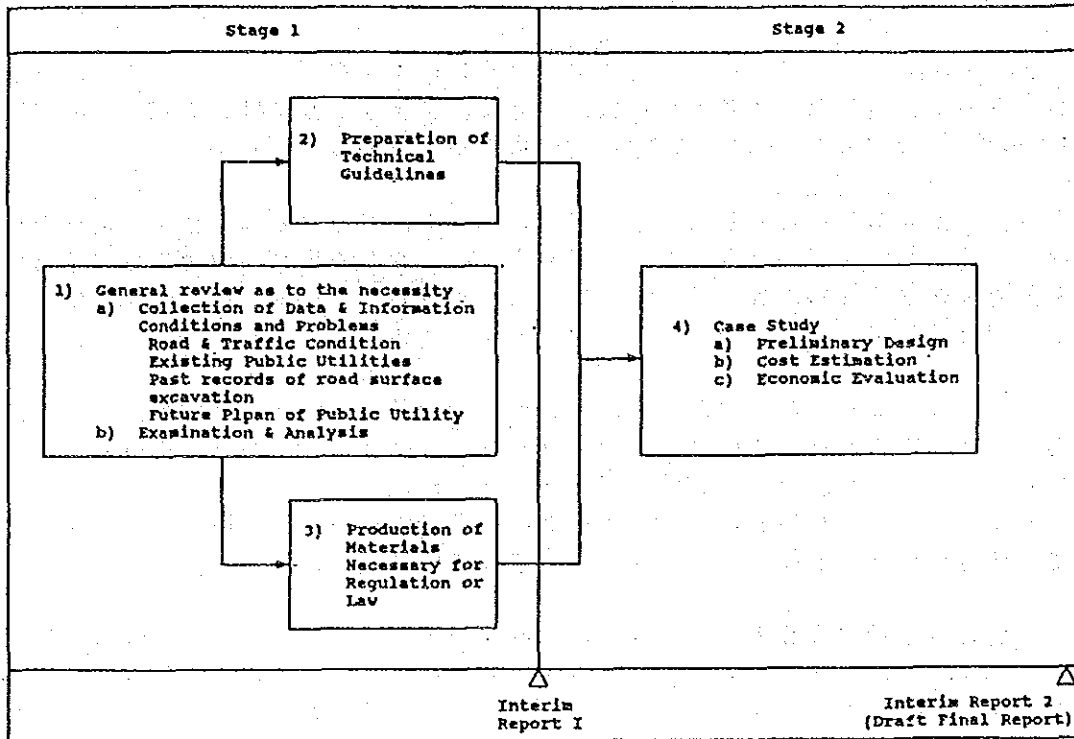 Stage 1
Stage 2
2) Preparation of
Technical
Guidelines
1) General review as to the necessity
a) Collection of Data & Information
Conditions and Problems
Road & Traffic Condition
Existing Public Utilities
Past records of road surface
excavation
Future Plpan of Public Utility
b) Examination & Analysis
3) Production of
Materials
Necessary for
Regulation or
Law
4) Case Study
a) Preliminary Design
b) Cost Estimation
c) Economic Evaluation
Interim
Report I
Interim Report 2
(Draft Final Report)